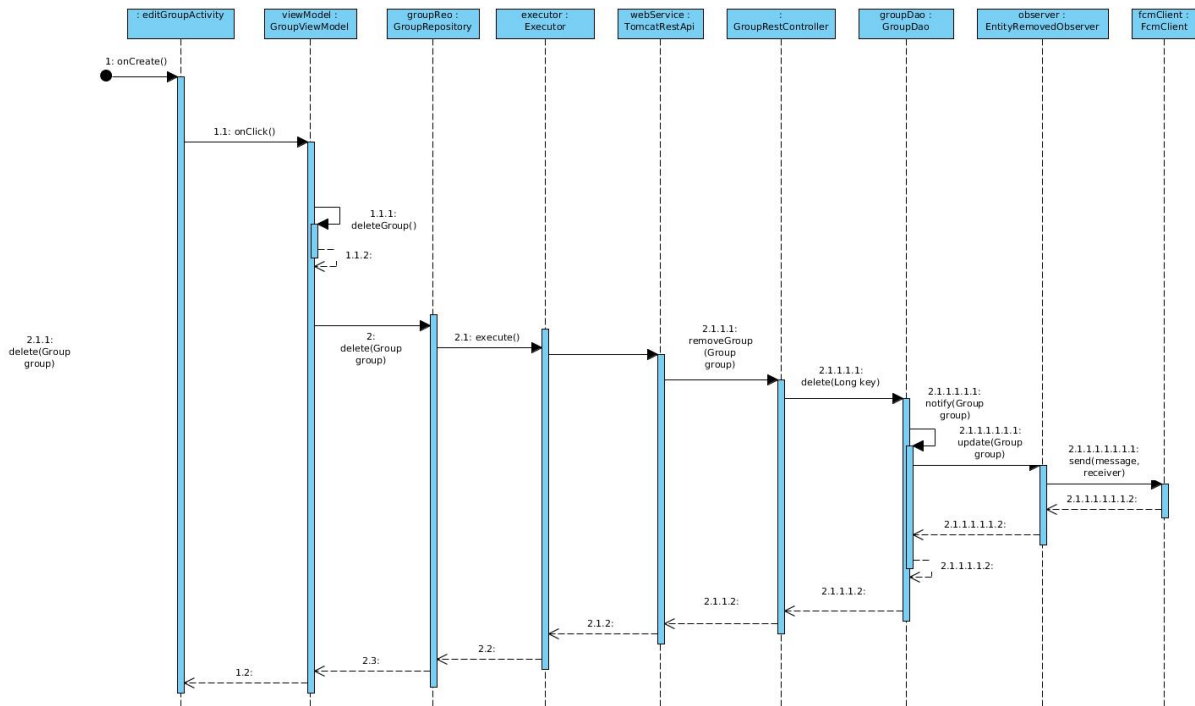 : editGroupActivity
viewModel :
GroupViewModel
groupReo :
GroupRepository
executor :
Executor
webService :
TomcatRestApi
:
GroupRestController
groupDao :
GroupDao
observer :
EntityRemovedObserver
fcmClient :
FcmClient
1: onCreate()
1.1: onClick()
1.1.1:
deleteGroup()
1.1.2:
2.1.1:
delete(Group
group)
2:
delete(Group
group)
2.1: execute()
2.1.1.1:
removeGroup
(Group
group)
2.1.1.1.1:
delete(Long key)
2.1.1.1.1.1:
notify(Group
group)
2.1.1.1.1.1.1:
update(Group
group)
2.1.1.1.1.1.1.1:
send(message,
receiver)
2.1.1.1.1.1.1.2:
2.1.1.1.1.1.2:
2.1.1.1.1.2:
2.1.1.1.2:
2.1.1.2:
2.1.2:
2.2:
2.3:
1.2: